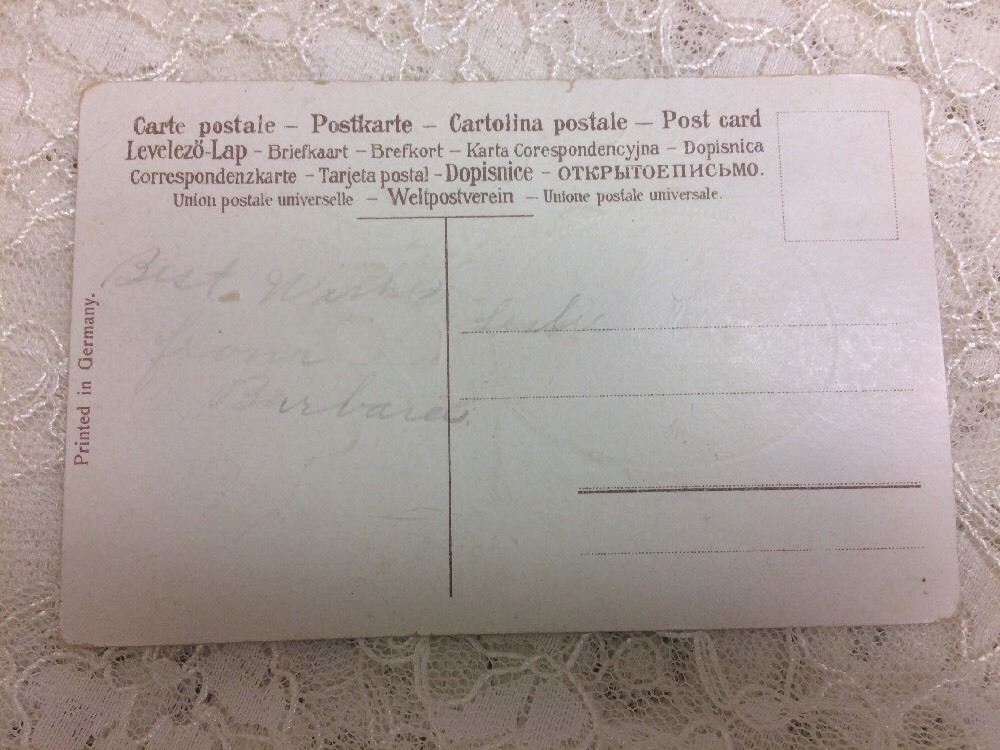 Carte postale – Postkarte – Cartolina postale – Post card
Levelező-Lap – Briefkaart – Brefkort – Karta Corespondencyjna – Dopisnica
Correspondenzkarte – Tarjeta postal – Dopisnice – ОТКРЫТОЕПИСЬМО.
Union postale universelle – Weltpostverein – Unione postale universale.
Printed in Germany.
Best Wishes
from
Barbara